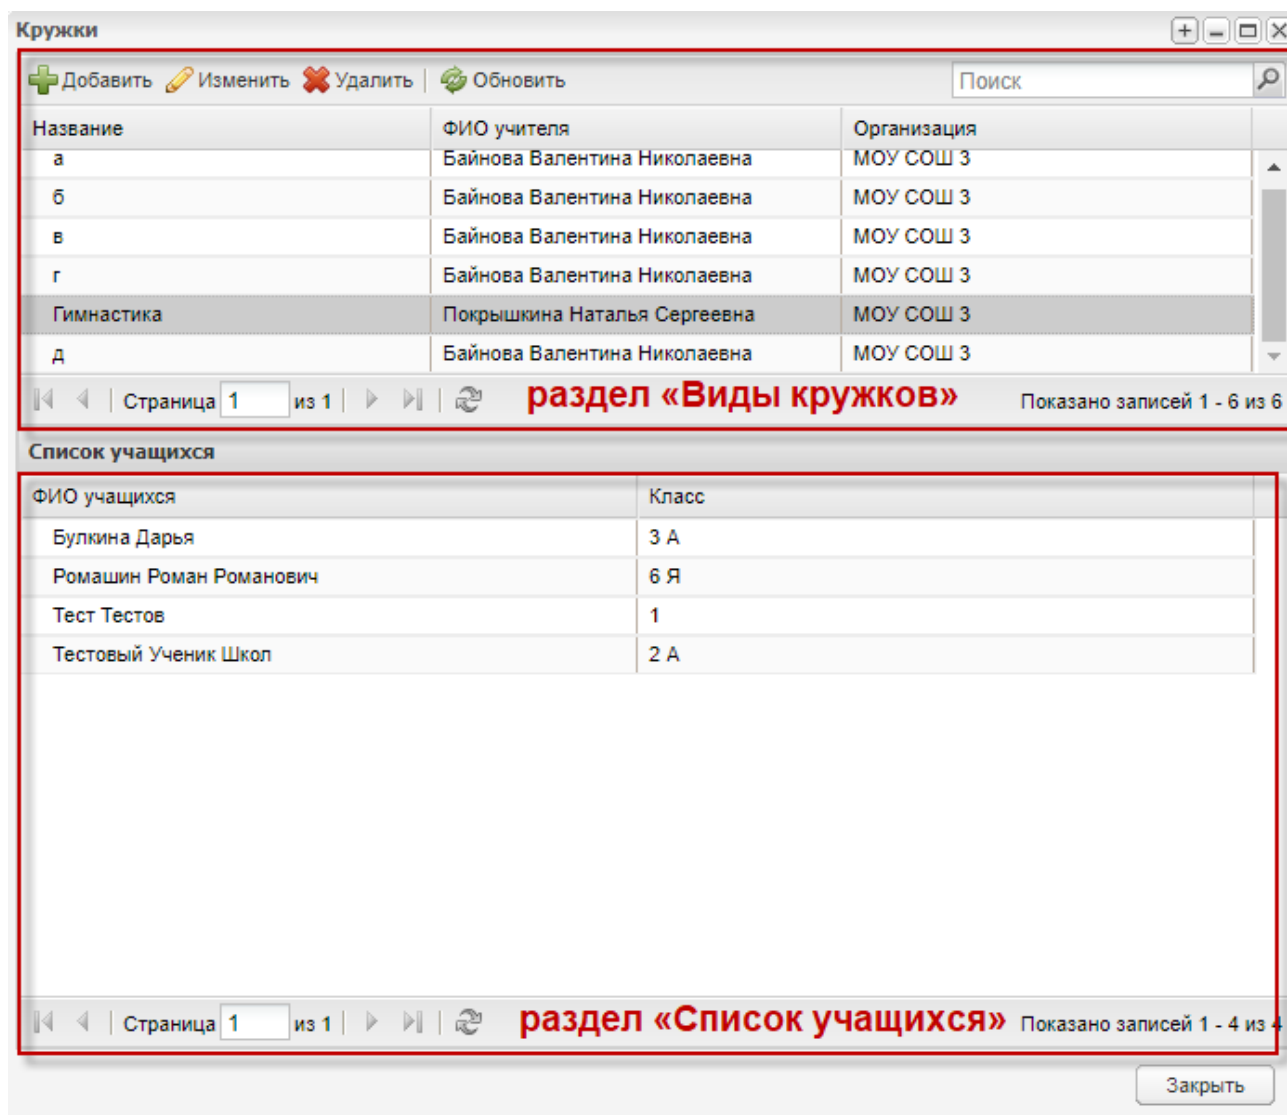 Кружки
Добавить Изменить Удалить Обновить Поиск
Название ФИО учителя Организация
а Байнова Валентина Николаевна МОУ СОШ 3
б Байнова Валентина Николаевна МОУ СОШ 3
в Байнова Валентина Николаевна МОУ СОШ 3
г Байнова Валентина Николаевна МОУ СОШ 3
Гимнастика Покрышкина Наталья Сергеевна МОУ СОШ 3
д Байнова Валентина Николаевна МОУ СОШ 3
Страница 1 из 1 раздел «Виды кружков» Показано записей 1 - 6 из 6
Список учащихся
ФИО учащихся Класс
Булкина Дарья 3 А
Ромашин Роман Романович 6 Я
Тест Тестов 1
Тестовый Ученик Школ 2 А
Страница 1 из 1 раздел «Список учащихся» Показано записей 1 - 4 из 4
Закрыть